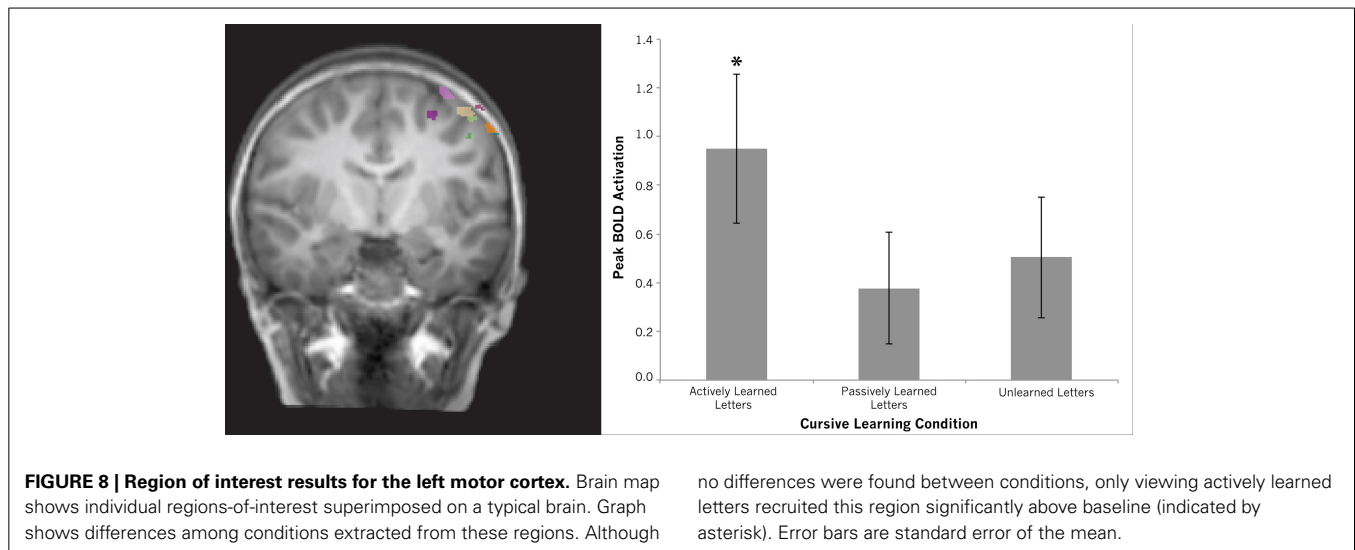 1.4
*
1.2
1.0
0.8
0.6
0.4
0.2
0.0
Peak BOLD Activation
Actively Learned
Letters
Passively Learned
Letters
Unlearned Letters
Cursive Learning Condition
FIGURE 8 | Region of interest results for the left motor cortex. Brain map
shows individual regions-of-interest superimposed on a typical brain. Graph
shows differences among conditions extracted from these regions. Although
no differences were found between conditions, only viewing actively learned
letters recruited this region significantly above baseline (indicated by
asterisk). Error bars are standard error of the mean.